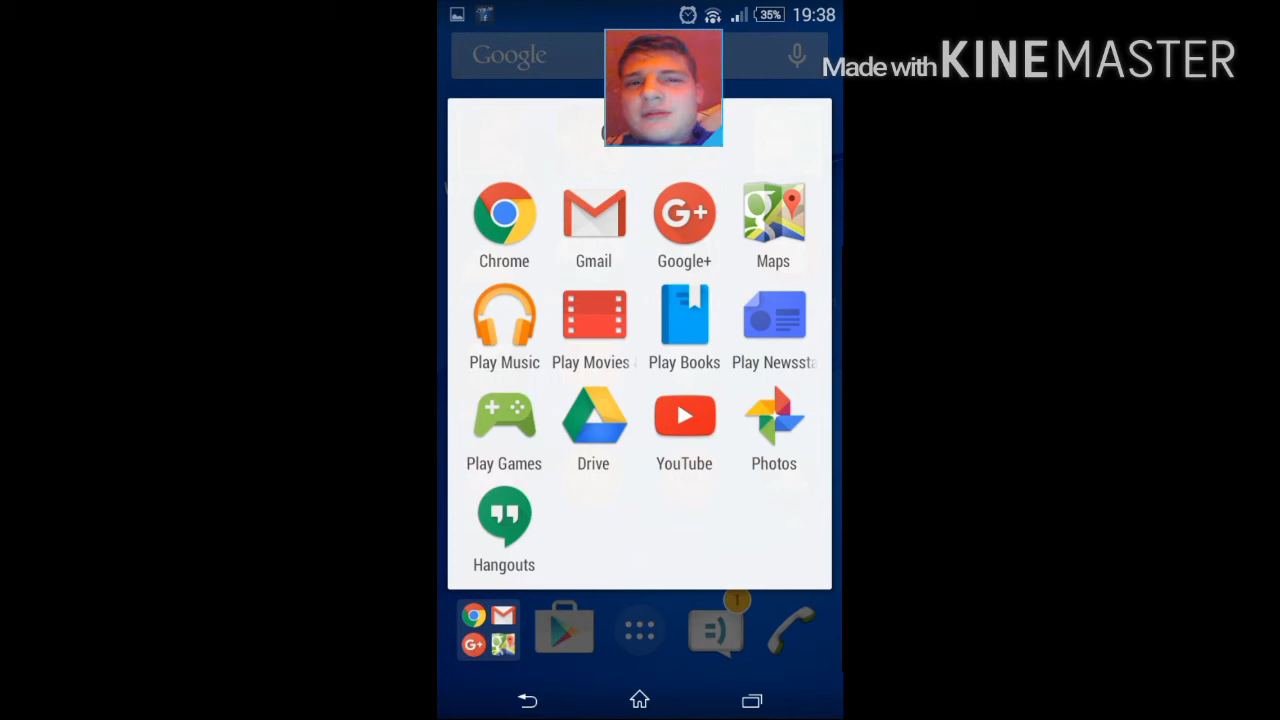 35% 19:38
Google
Made with KINEMASTER
Chrome Gmail Google+ Maps
Play Music Play Movies Play Books Play Newssta
Play Games Drive YouTube Photos
Hangouts
1